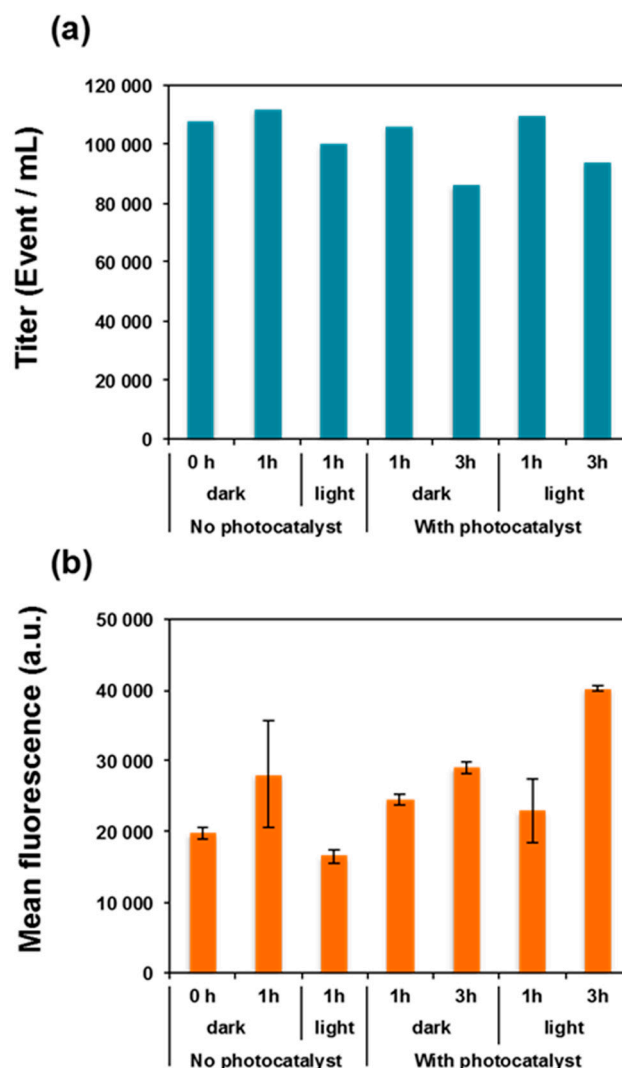 (a)
Titer (Event / mL)
120 000
100 000
80 000
60 000
40 000
20 000
0
0 h 1h 1h 1h 3h 1h 3h
dark light dark light
No photocatalyst With photocatalyst
(b)
Mean fluorescence (a.u.)
50 000
40 000
30 000
20 000
10 000
0
0 h 1h 1h 1h 3h 1h 3h
dark light dark light
No photocatalyst With photocatalyst